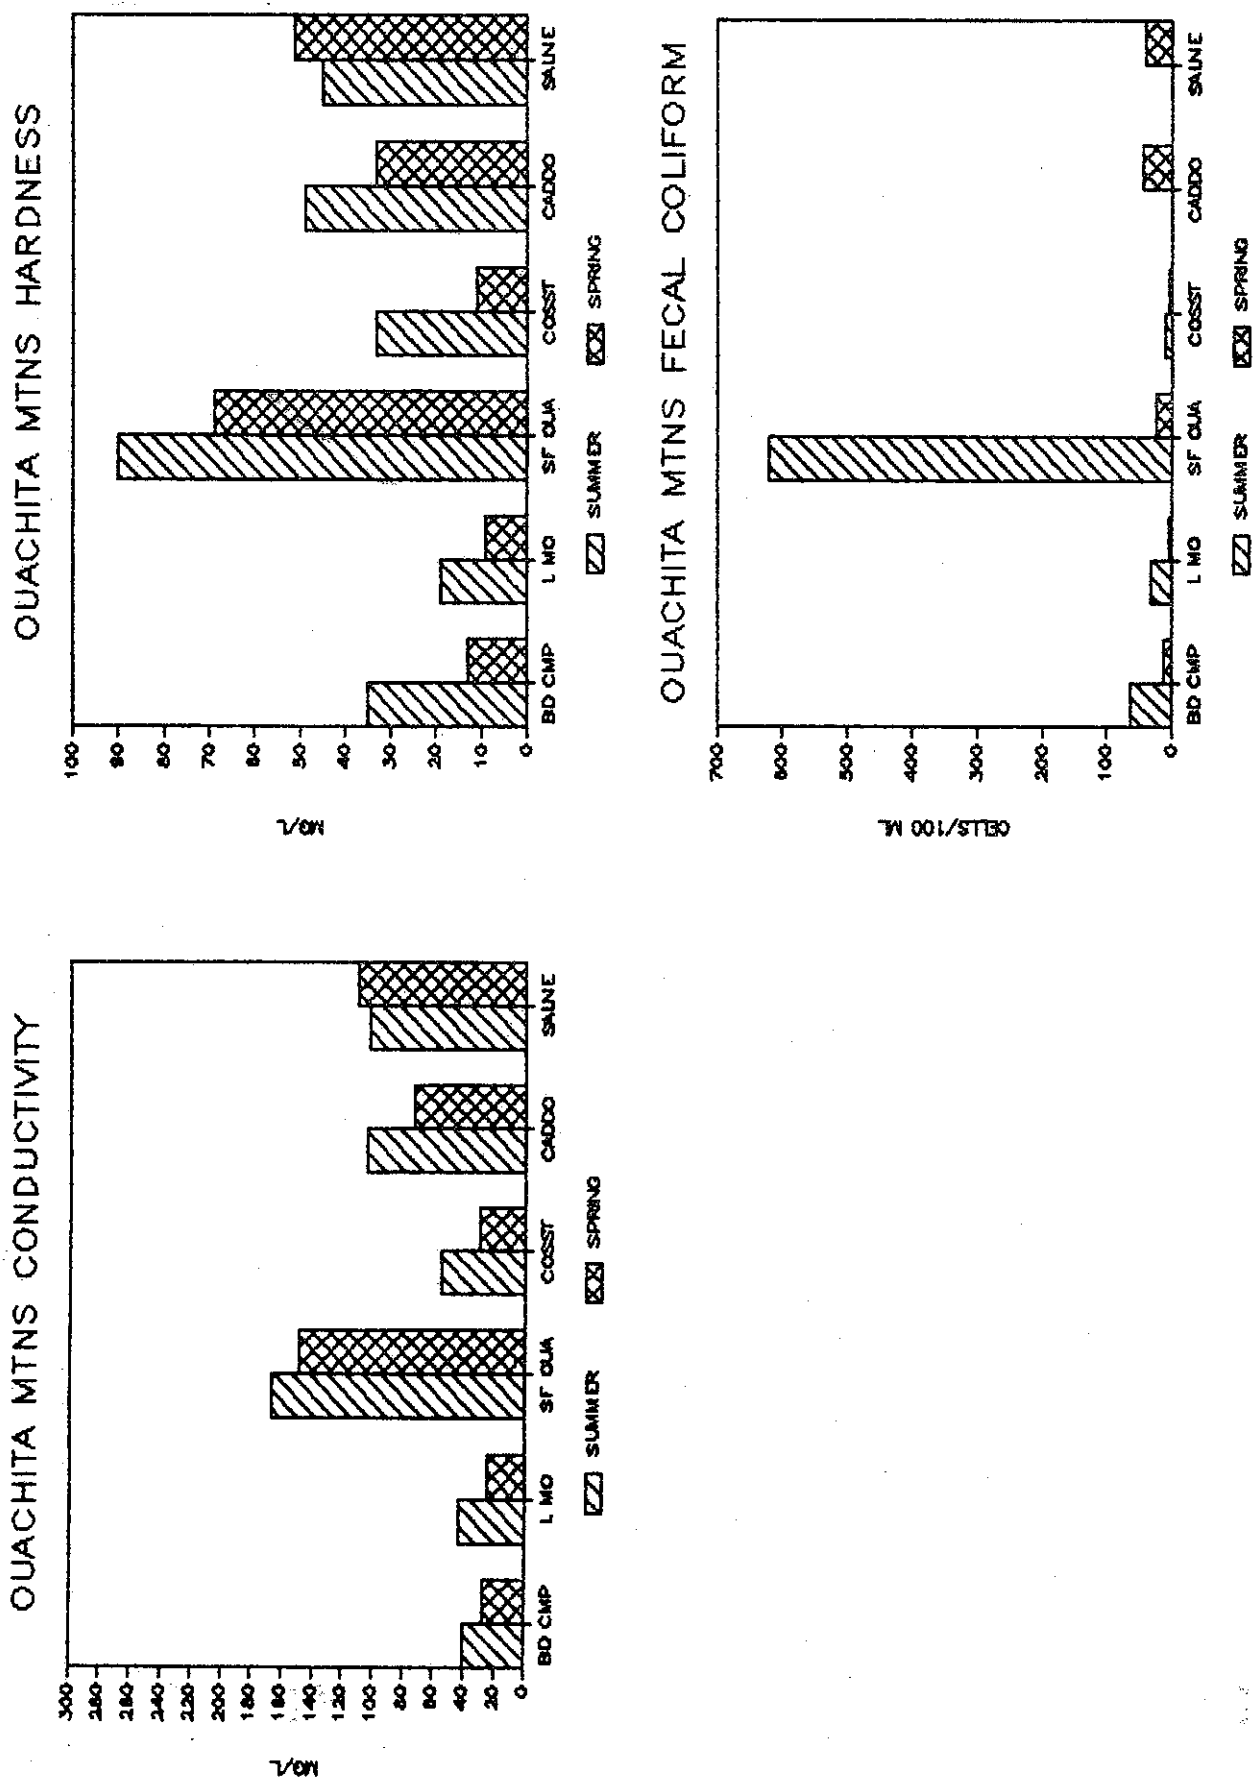 OUACHITA MTNS CONDUCTIVITY
MG/L
300
280
260
240
220
200
180
160
140
120
100
80
60
40
20
0
BD CMP L MO SF OUA COSST CADDO SALNE
SUMMER SPRING
OUACHITA MTNS HARDNESS
MG/L
100
90
80
70
60
50
40
30
20
10
0
BD CMP L MO SF OUA COSST CADDO SALNE
SUMMER SPRING
OUACHITA MTNS FECAL COLIFORM
CELLS/100 ML
700
600
500
400
300
200
100
0
BD CMP L MO SF OUA COSST CADDO SALNE
SUMMER SPRING